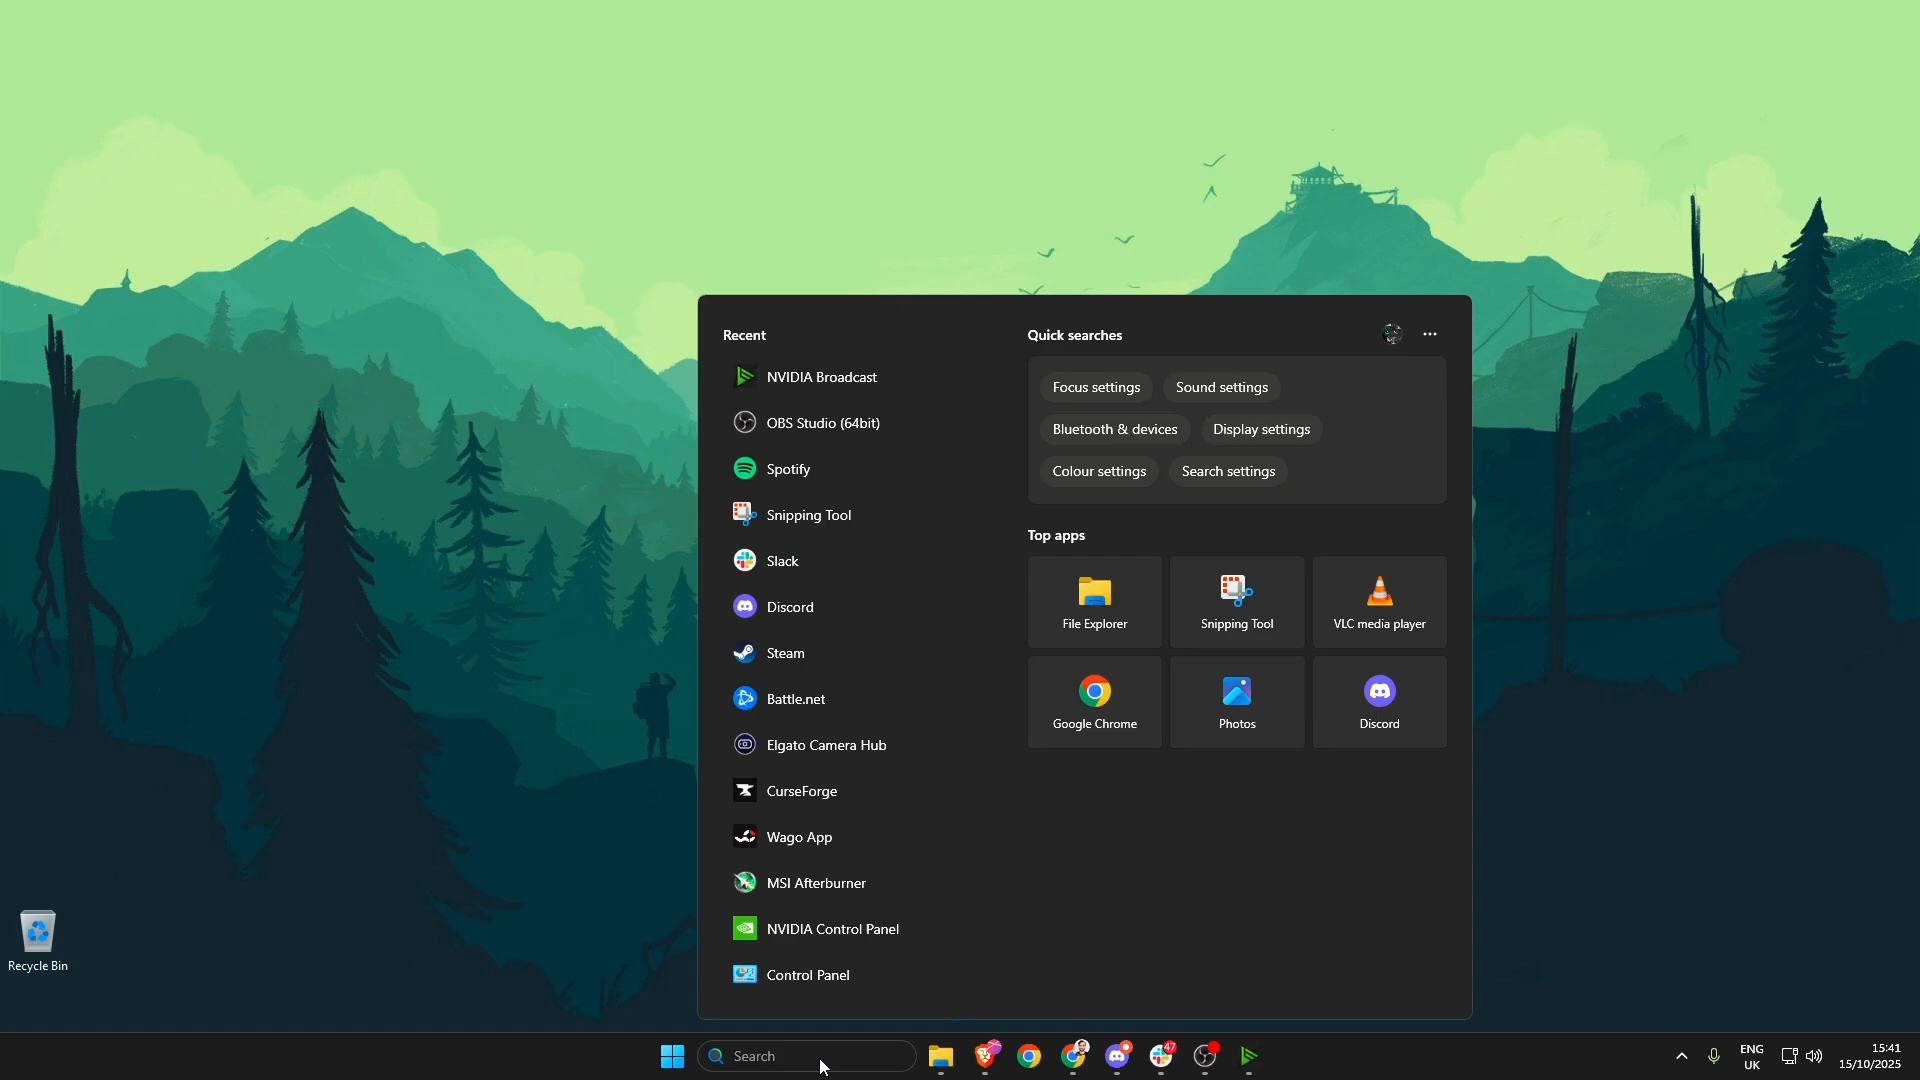 Recent
NVIDIA Broadcast
OBS Studio (64bit)
Spotify
Snipping Tool
Slack
Discord
Steam
Battle.net
Elgato Camera Hub
CurseForge
Wago App
MSI Afterburner
NVIDIA Control Panel
Control Panel
Quick searches
Focus settings
Sound settings
Bluetooth & devices
Display settings
Colour settings
Search settings
Top apps
File Explorer
Snipping Tool
VLC media player
Google Chrome
Photos
Discord
Recycle Bin
Search
47
ENG
UK
15:41
15/10/2025